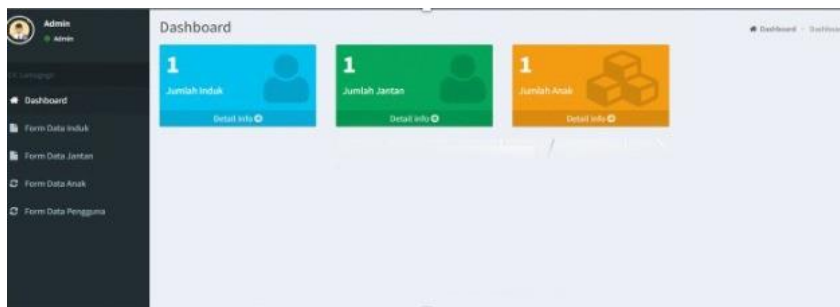 Admin
Admin
Dashboard
Form Data Induk
Form Data Jantan
Form Data Anak
Form Data Pengguna
Dashboard
Dashboard
1
Jumlah Induk
Detail info
1
Jumlah Jantan
Detail info
1
Jumlah Anak
Detail info